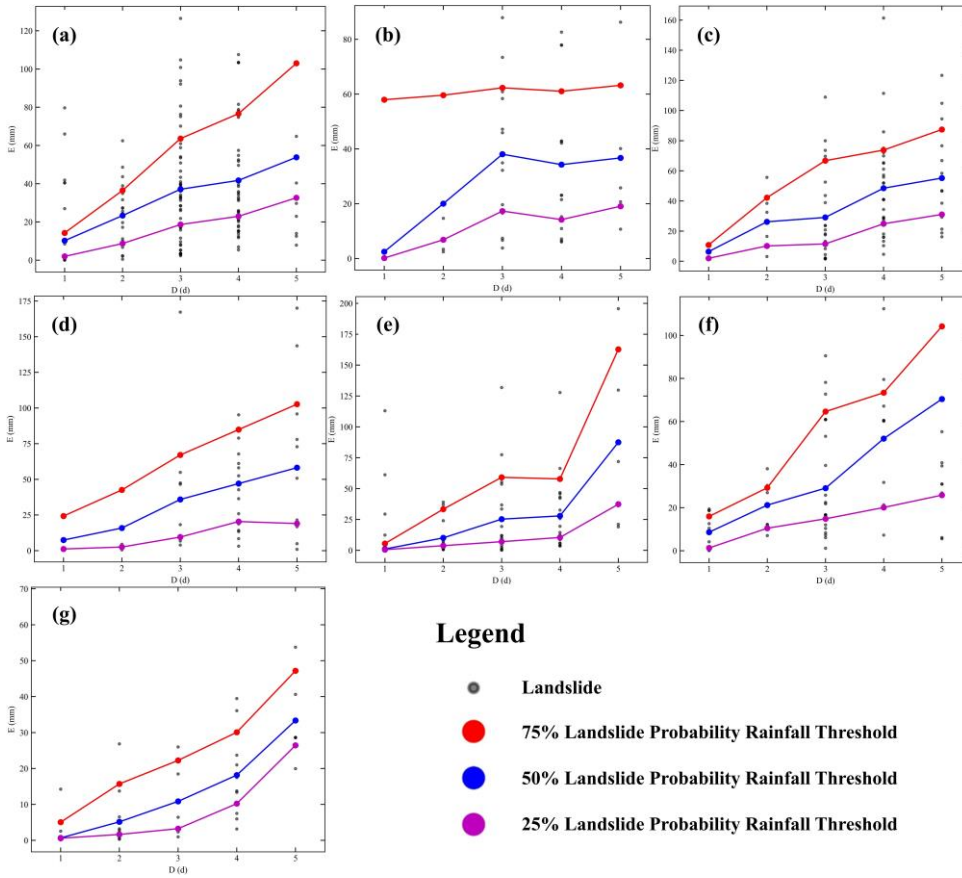 (a)
E (mm)
120
100
80
60
40
20
0
1 2 3 4 5
D (d)
(b)
E (mm)
80
60
40
20
0
1 2 3 4 5
D (d)
(c)
E (mm)
160
140
120
100
80
60
40
20
0
1 2 3 4 5
D (d)
(d)
E (mm)
175
150
125
100
75
50
25
0
1 2 3 4 5
D (d)
(e)
E (mm)
200
175
150
125
100
75
50
25
0
1 2 3 4 5
D (d)
(f)
E (mm)
100
80
60
40
20
0
1 2 3 4 5
D (d)
(g)
E (mm)
70
60
50
40
30
20
10
0
1 2 3 4 5
D (d)
Legend
Landslide
75% Landslide Probability Rainfall Threshold
50% Landslide Probability Rainfall Threshold
25% Landslide Probability Rainfall Threshold